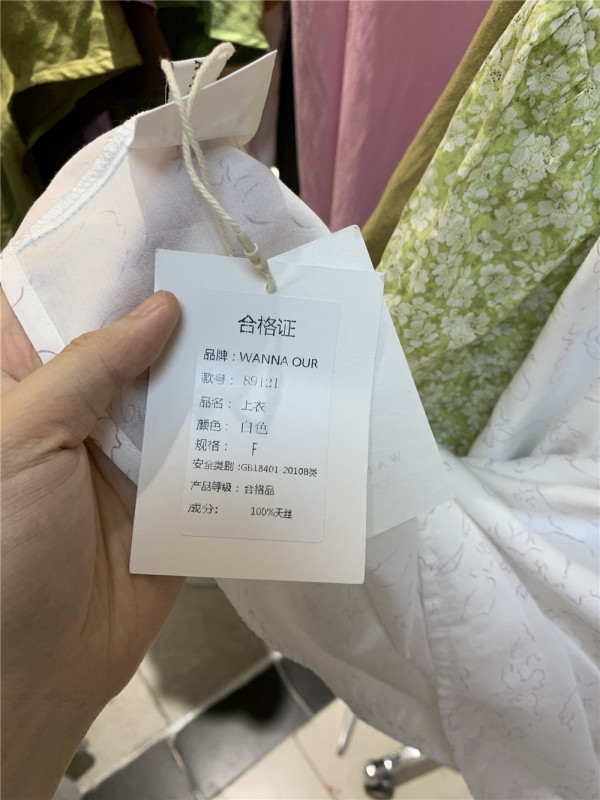 合格证
品牌：WANNA OUR
款号： 89121
品名： 上衣
颜色： 白色
规格： F
安全类别：GB18401-2010B类
产品等级：合格品
成分： 100%天丝